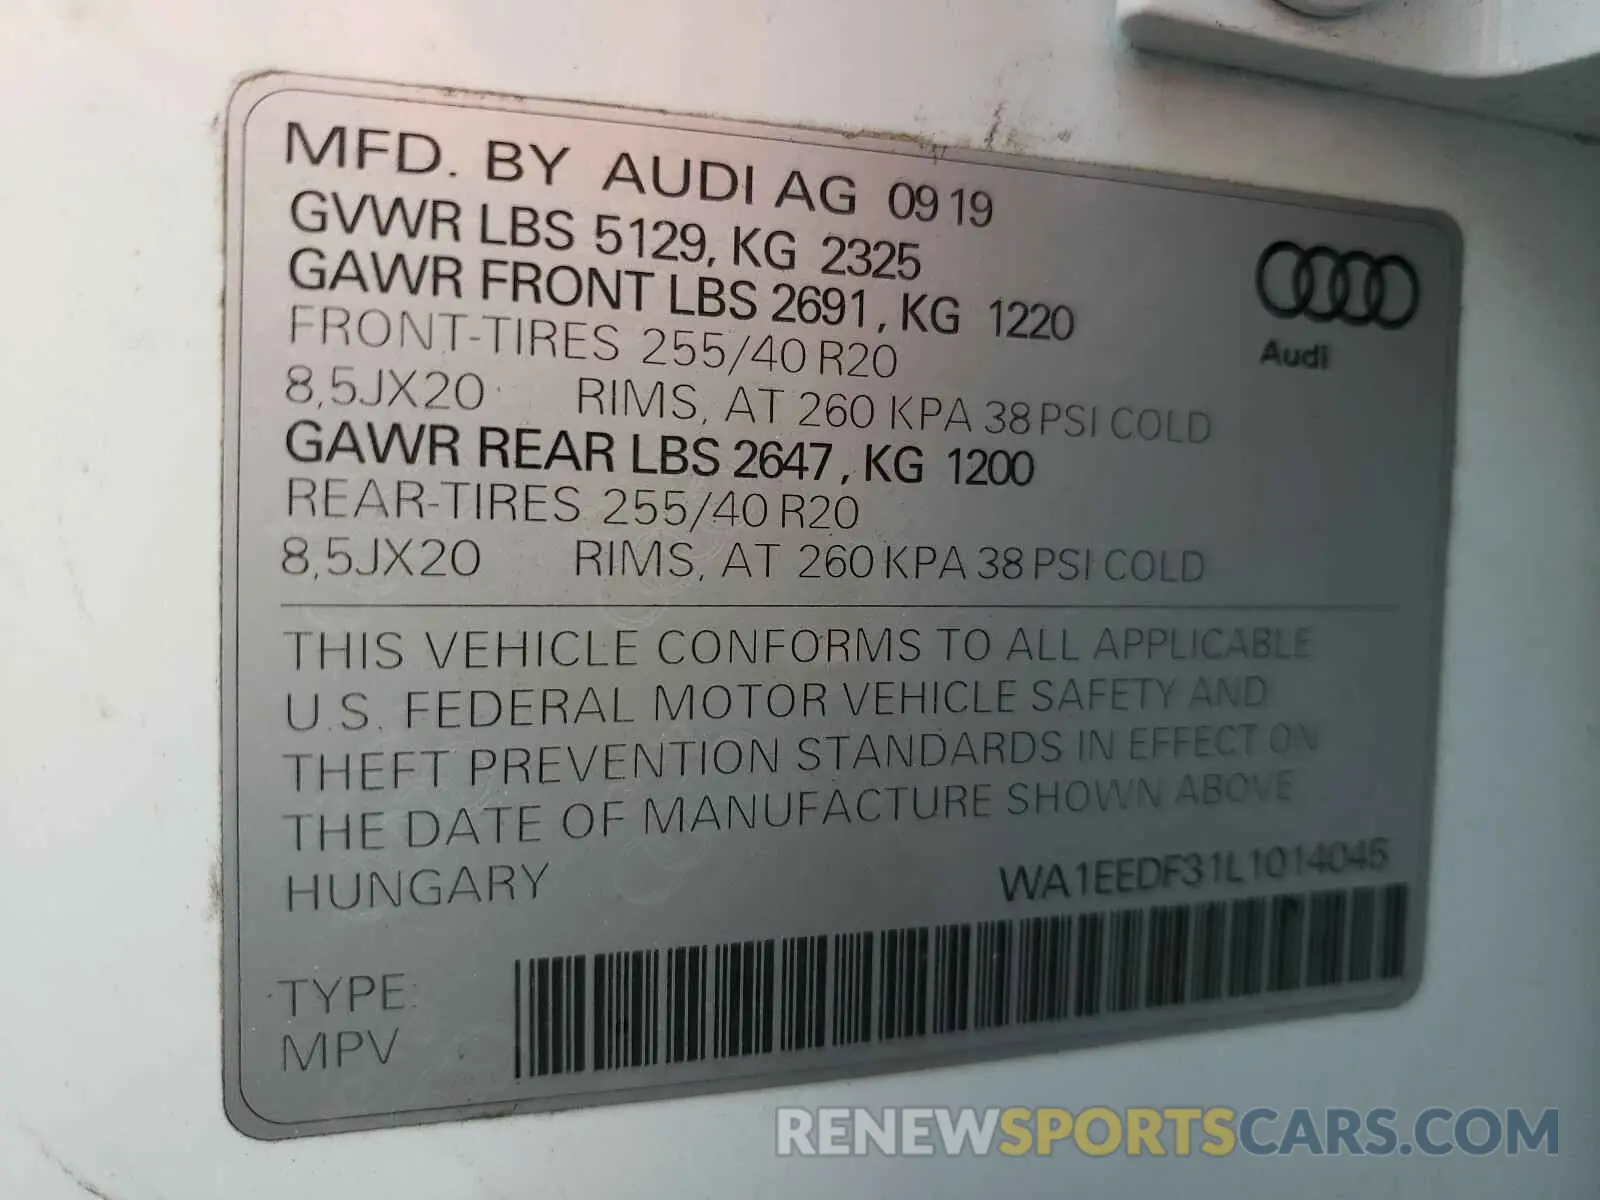 MFD. BY AUDI AG 09 19
GVWR LBS 5129, KG 2325
GAWR FRONT LBS 2691, KG 1220
FRONT-TIRES 255/40 R20
8,5JX20 RIMS, AT 260 KPA 38 PSI COLD
GAWR REAR LBS 2647, KG 1200
REAR-TIRES 255/40 R20
8,5JX20 RIMS, AT 260 KPA 38 PSI COLD
Audi
THIS VEHICLE CONFORMS TO ALL APPLICABLE
U.S. FEDERAL MOTOR VEHICLE SAFETY AND
THEFT PREVENTION STANDARDS IN EFFECT ON
THE DATE OF MANUFACTURE SHOWN ABOVE
HUNGARY
WA1EEDF31L1014045
TYPE:
MPV
RENEWSPORTSCARS.COM